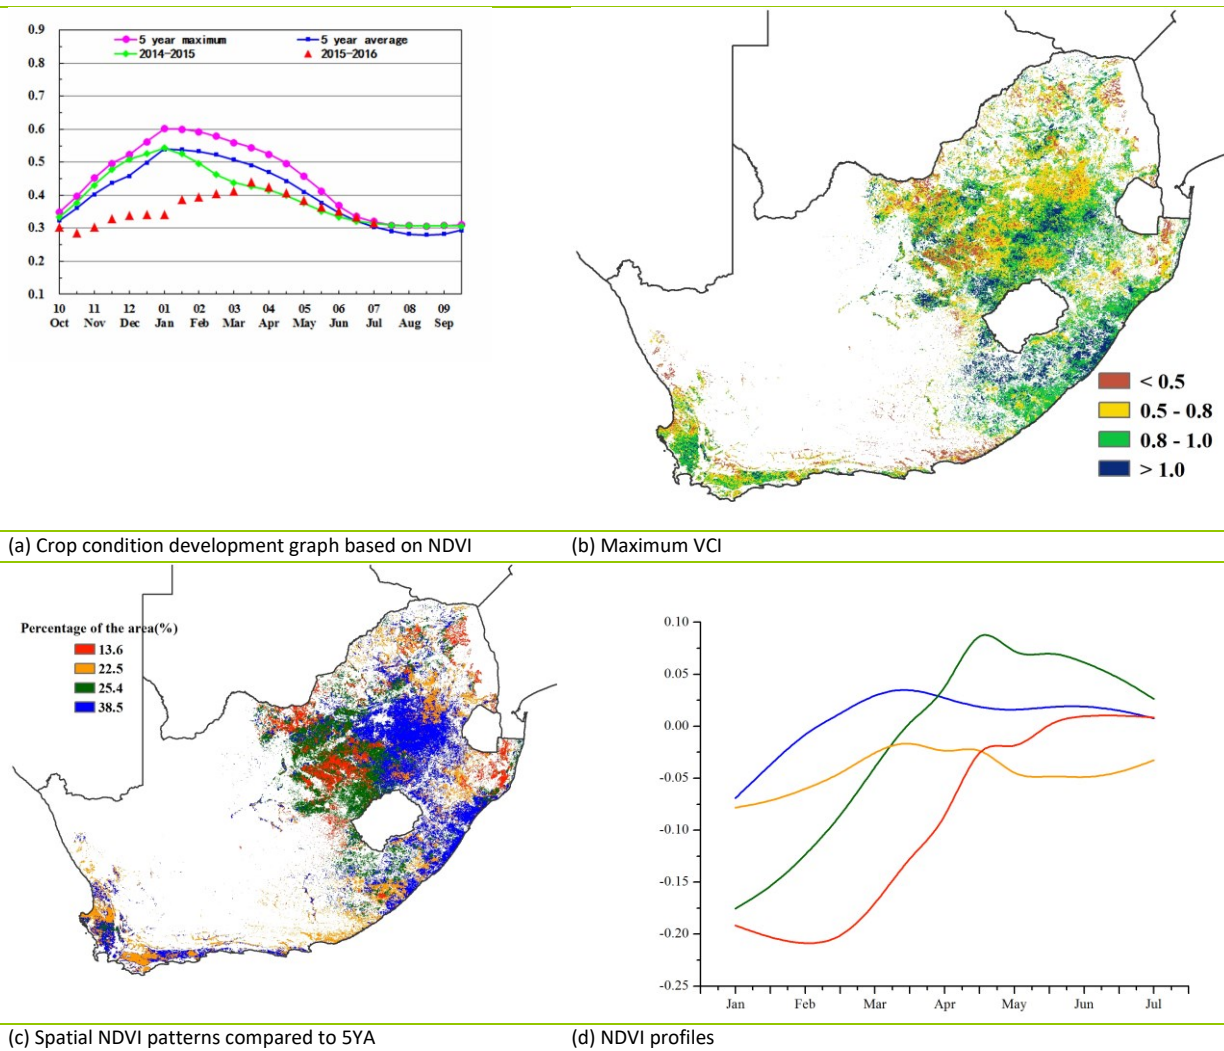 0.9
0.8
0.7
0.6
0.5
0.4
0.3
0.2
0.1
5 year maximum
5 year average
2014-2015
2015-2016
10 11 12 01 02 03 04 05 06 07 08 09
Oct Nov Dec Jan Feb Mar Apr May Jun Jul Aug Sep
< 0.5
0.5 - 0.8
0.8 - 1.0
> 1.0
(a) Crop condition development graph based on NDVI
(b) Maximum VCI
Percentage of the area(%)
13.6
22.5
25.4
38.5
0.10
0.05
0.00
-0.05
-0.10
-0.15
-0.20
-0.25
Jan Feb Mar Apr May Jun Jul
(c) Spatial NDVI patterns compared to 5YA
(d) NDVI profiles